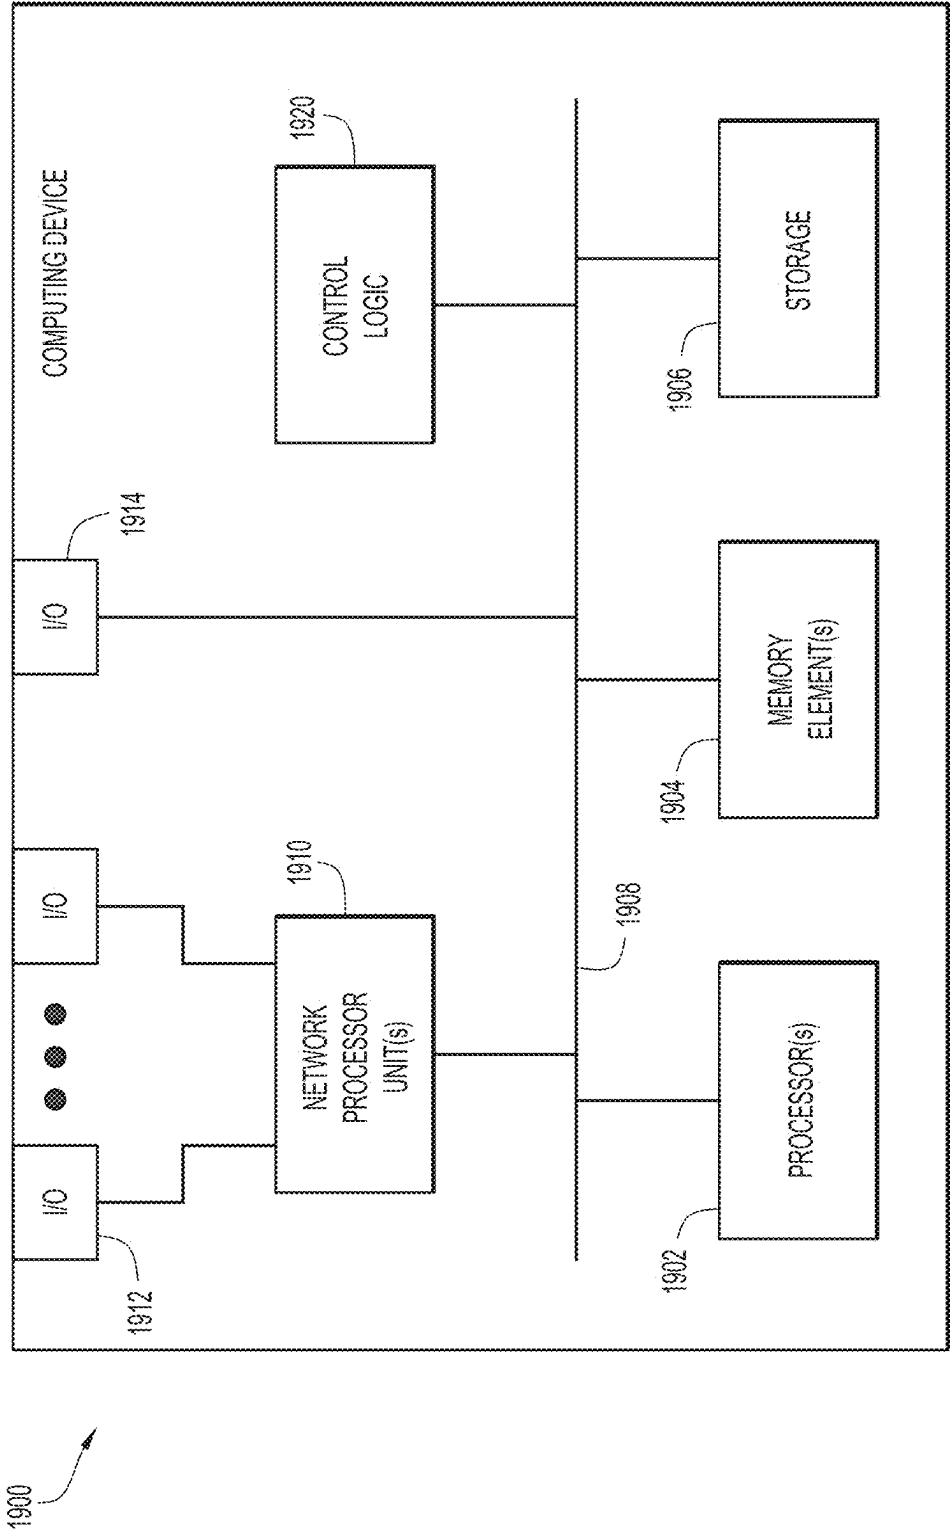 1900
COMPUTING DEVICE
I/O
1912
I/O
I/O
1914
NETWORK
PROCESSOR
UNIT(s)
1910
CONTROL
LOGIC
1920
1908
PROCESSOR(s)
1902
MEMORY
ELEMENT(s)
1904
STORAGE
1906